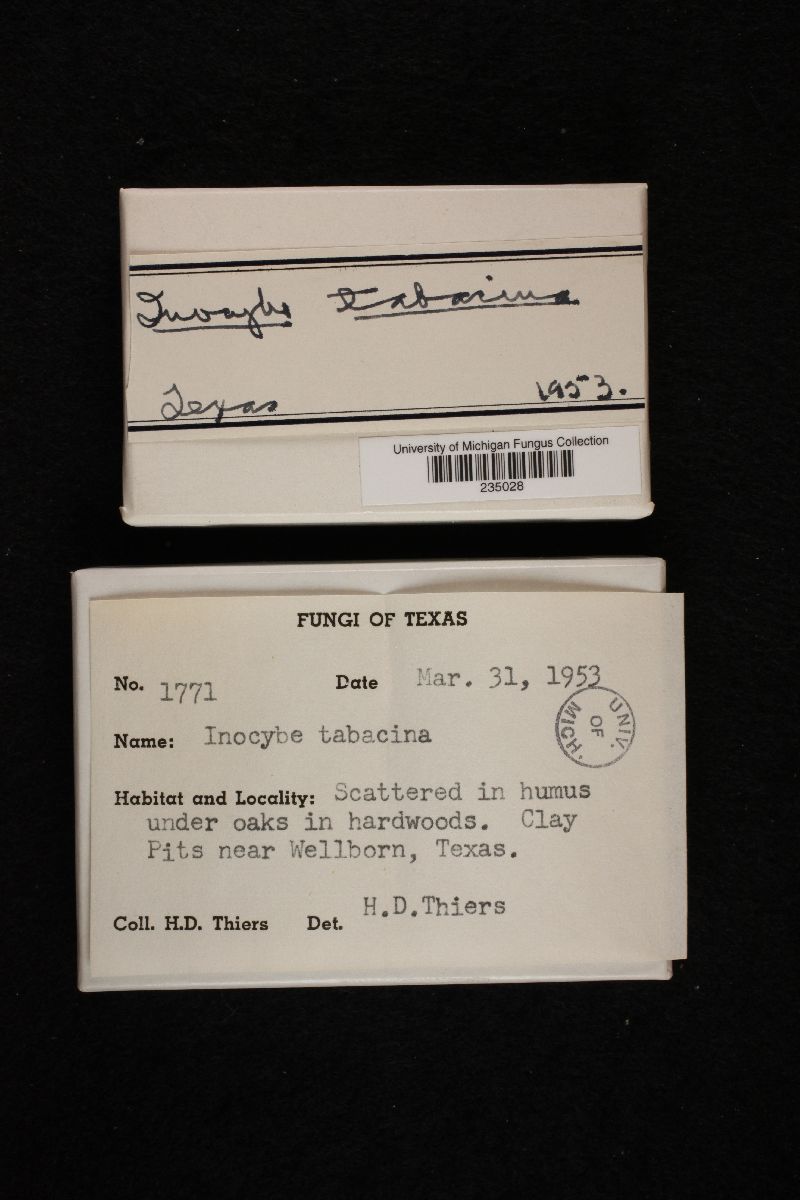 Inocybe tabacina
Texas 1953.
University of Michigan Fungus Collection
235028
FUNGI OF TEXAS
No. 1771 Date Mar. 31, 1953
UNIV. OF MICH.
Name: Inocybe tabacina
Habitat and Locality: Scattered in humus
under oaks in hardwoods. Clay
Pits near Wellborn, Texas.
Coll. H.D. Thiers Det. H.D.Thiers